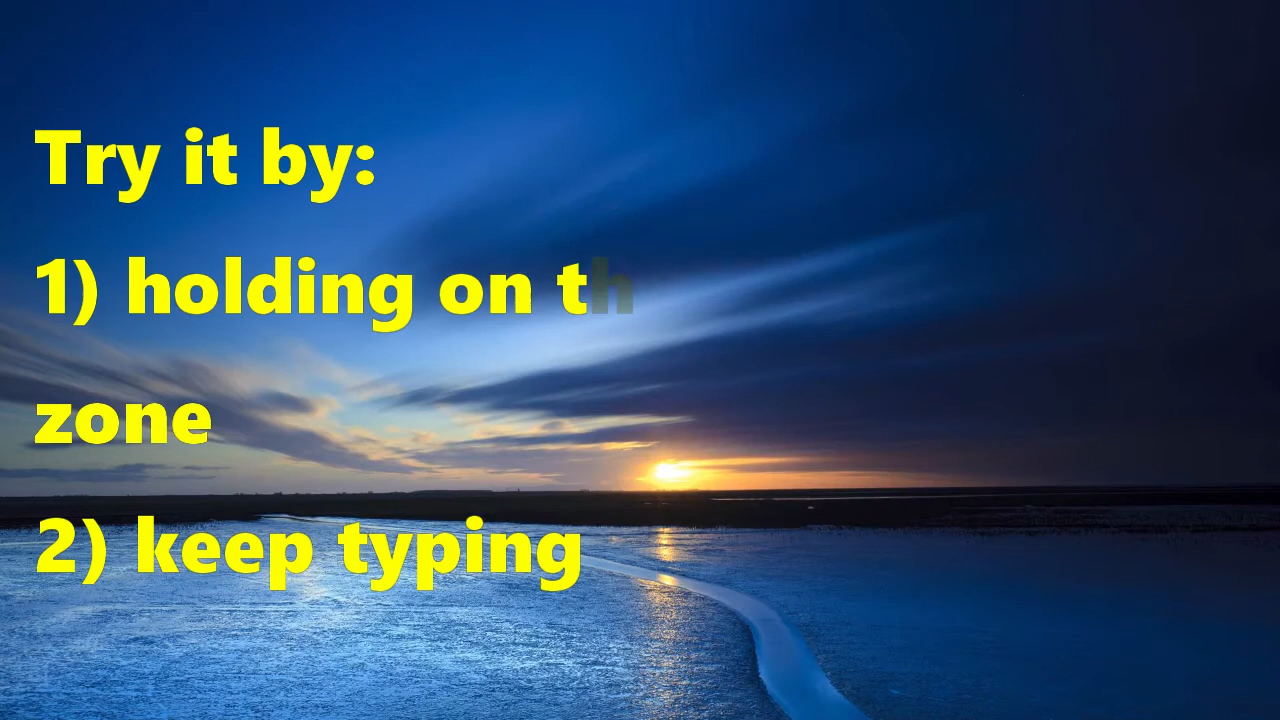 Try it by:
1) holding on th
zone
2) keep typing